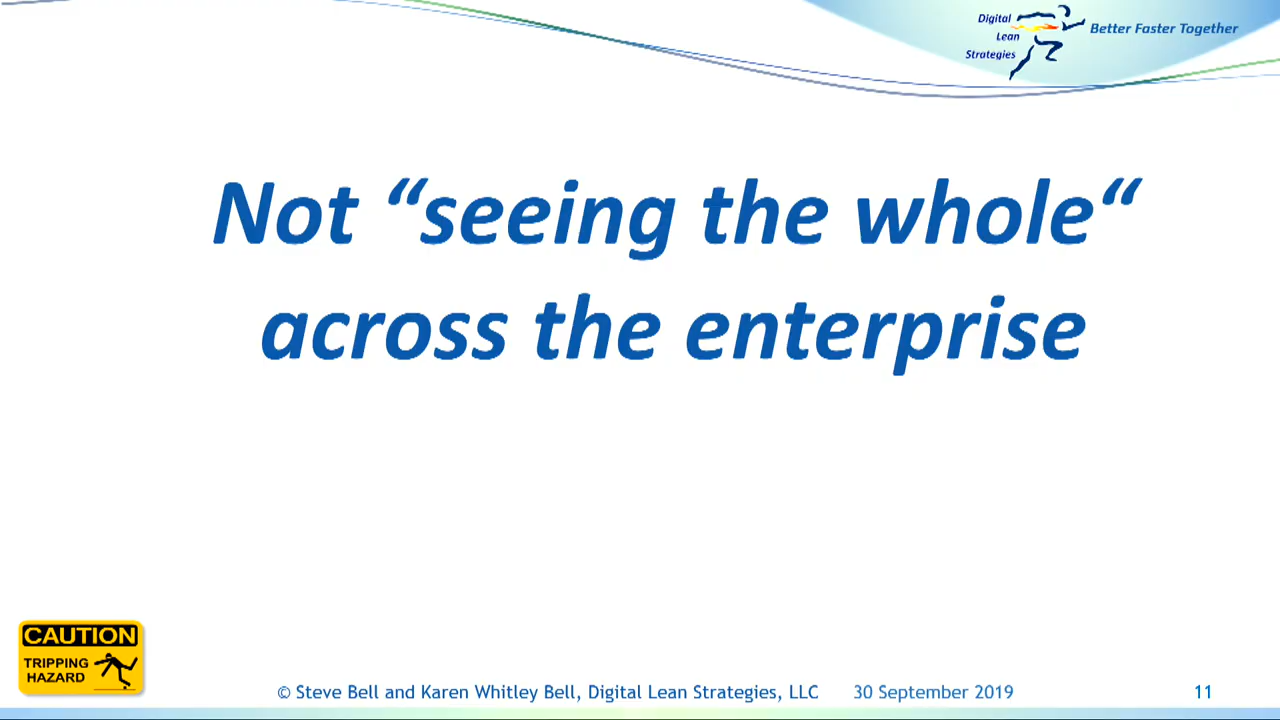 Digital
Lean
Strategies
Better Faster Together
Not “seeing the whole“
across the enterprise
CAUTION
TRIPPING
HAZARD
© Steve Bell and Karen Whitley Bell, Digital Lean Strategies, LLC
30 September 2019
11